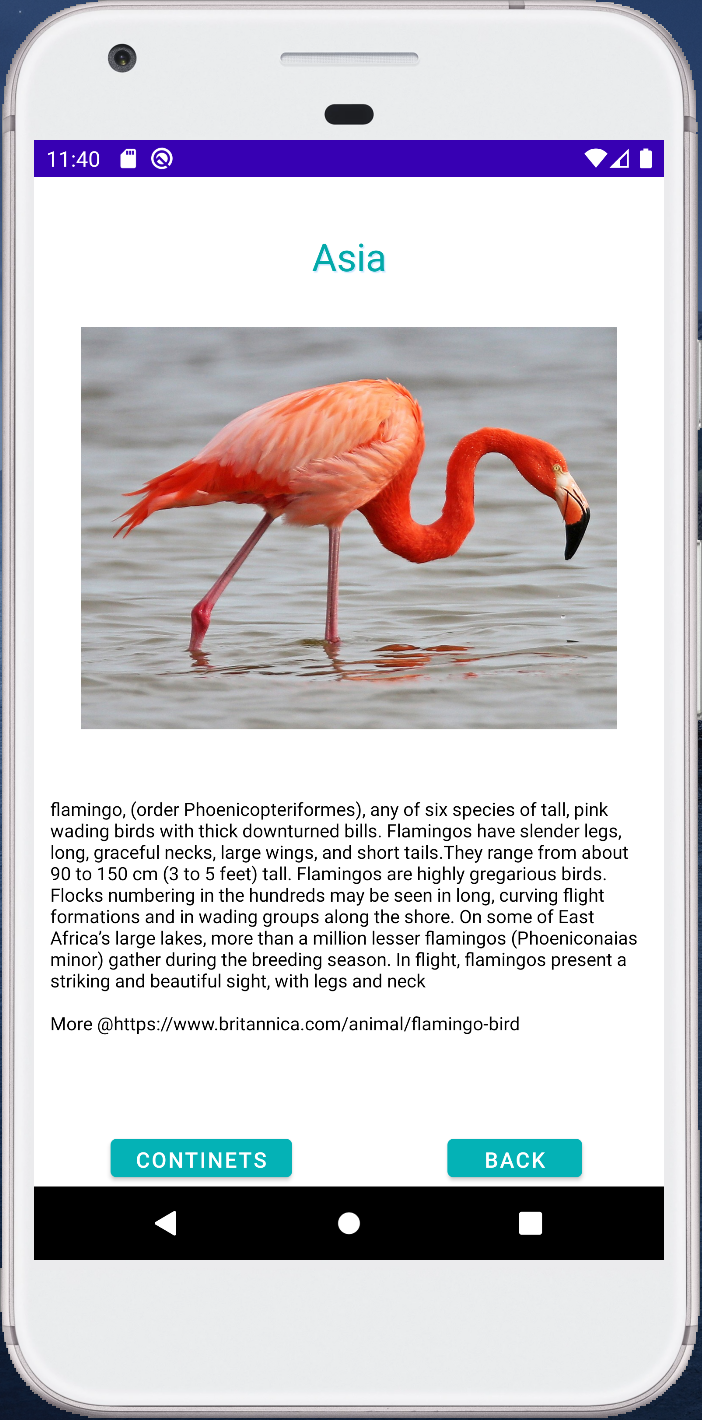 11:40
Asia
flamingo, (order Phoenicopteriformes), any of six species of tall, pink
wading birds with thick downturned bills. Flamingos have slender legs,
long, graceful necks, large wings, and short tails.They range from about
90 to 150 cm (3 to 5 feet) tall. Flamingos are highly gregarious birds.
Flocks numbering in the hundreds may be seen in long, curving flight
formations and in wading groups along the shore. On some of East
Africa’s large lakes, more than a million lesser flamingos (Phoeniconaias
minor) gather during the breeding season. In flight, flamingos present a
striking and beautiful sight, with legs and neck
More @https://www.britannica.com/animal/flamingo-bird
CONTINETS
BACK